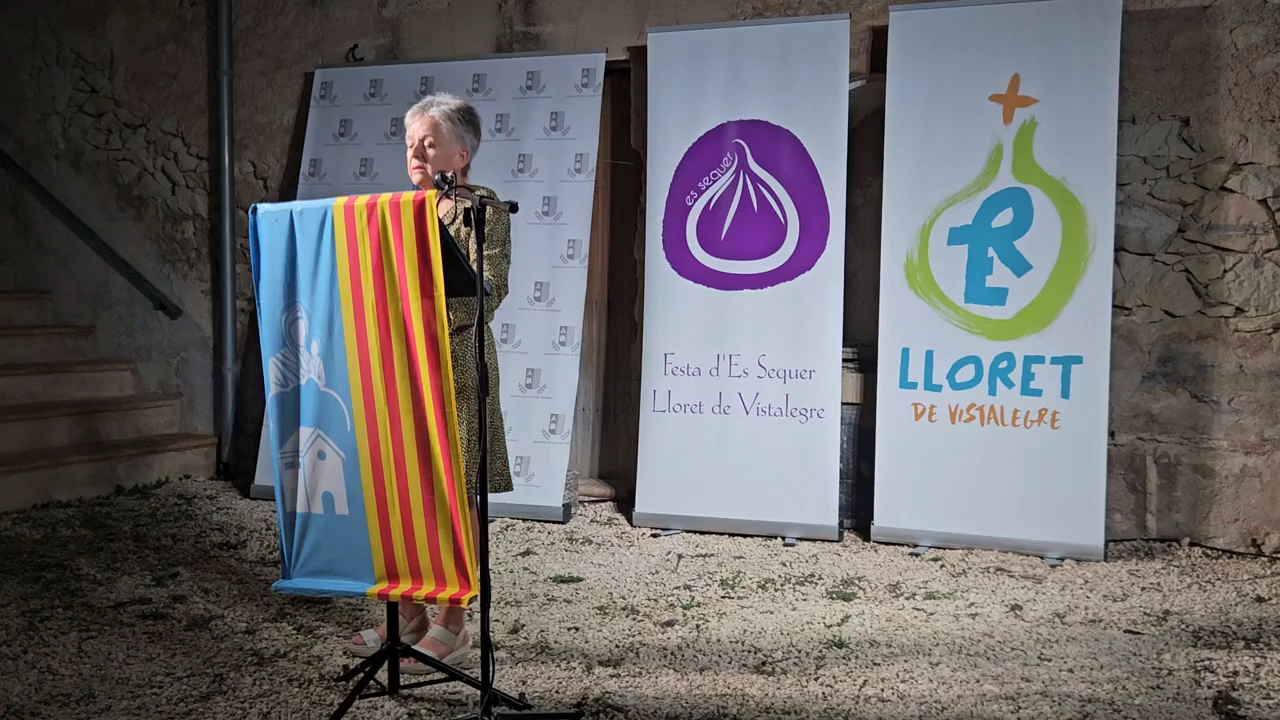 es sequer
Festa d'Es Sequer
Lloret de Vistalegre
LLORET
DE VISTALEGRE